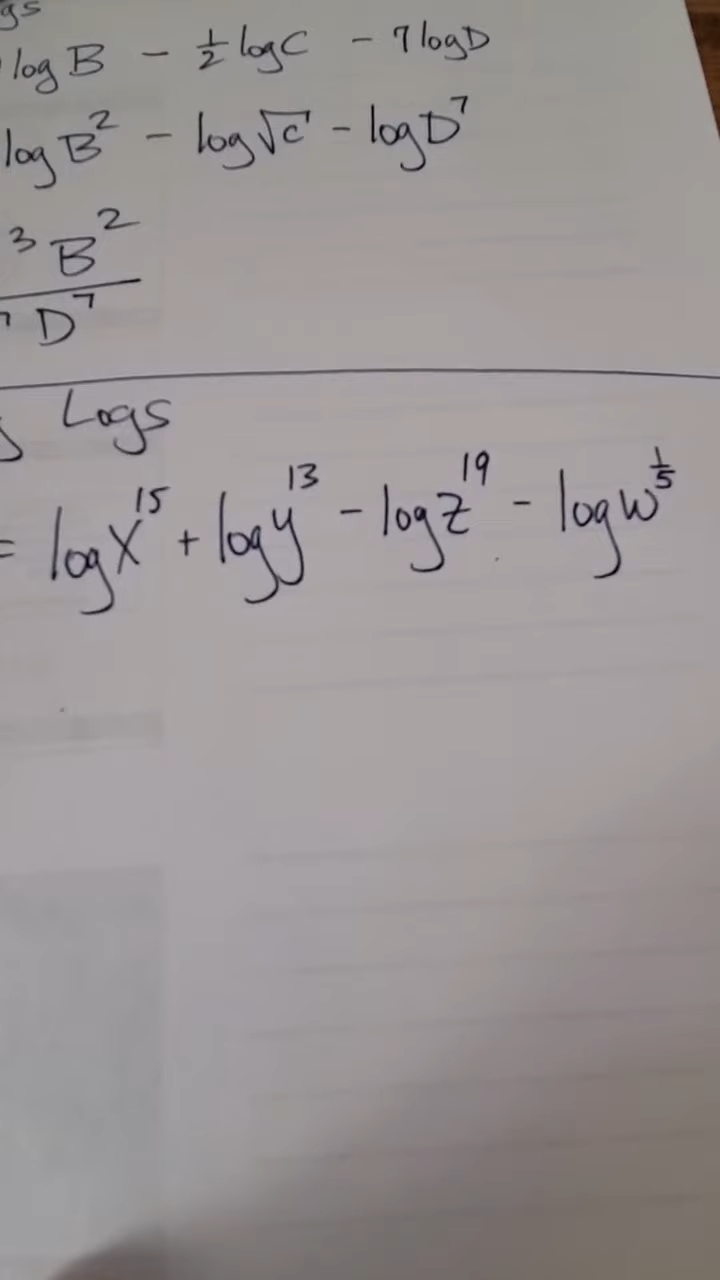 gs
log B − ½ log C − 7 log D
log B² − log √C − log D⁷
³ B²
D⁷
Logs
= log X¹⁵ + log y¹³ − log z¹⁹ − log w^(1/5)